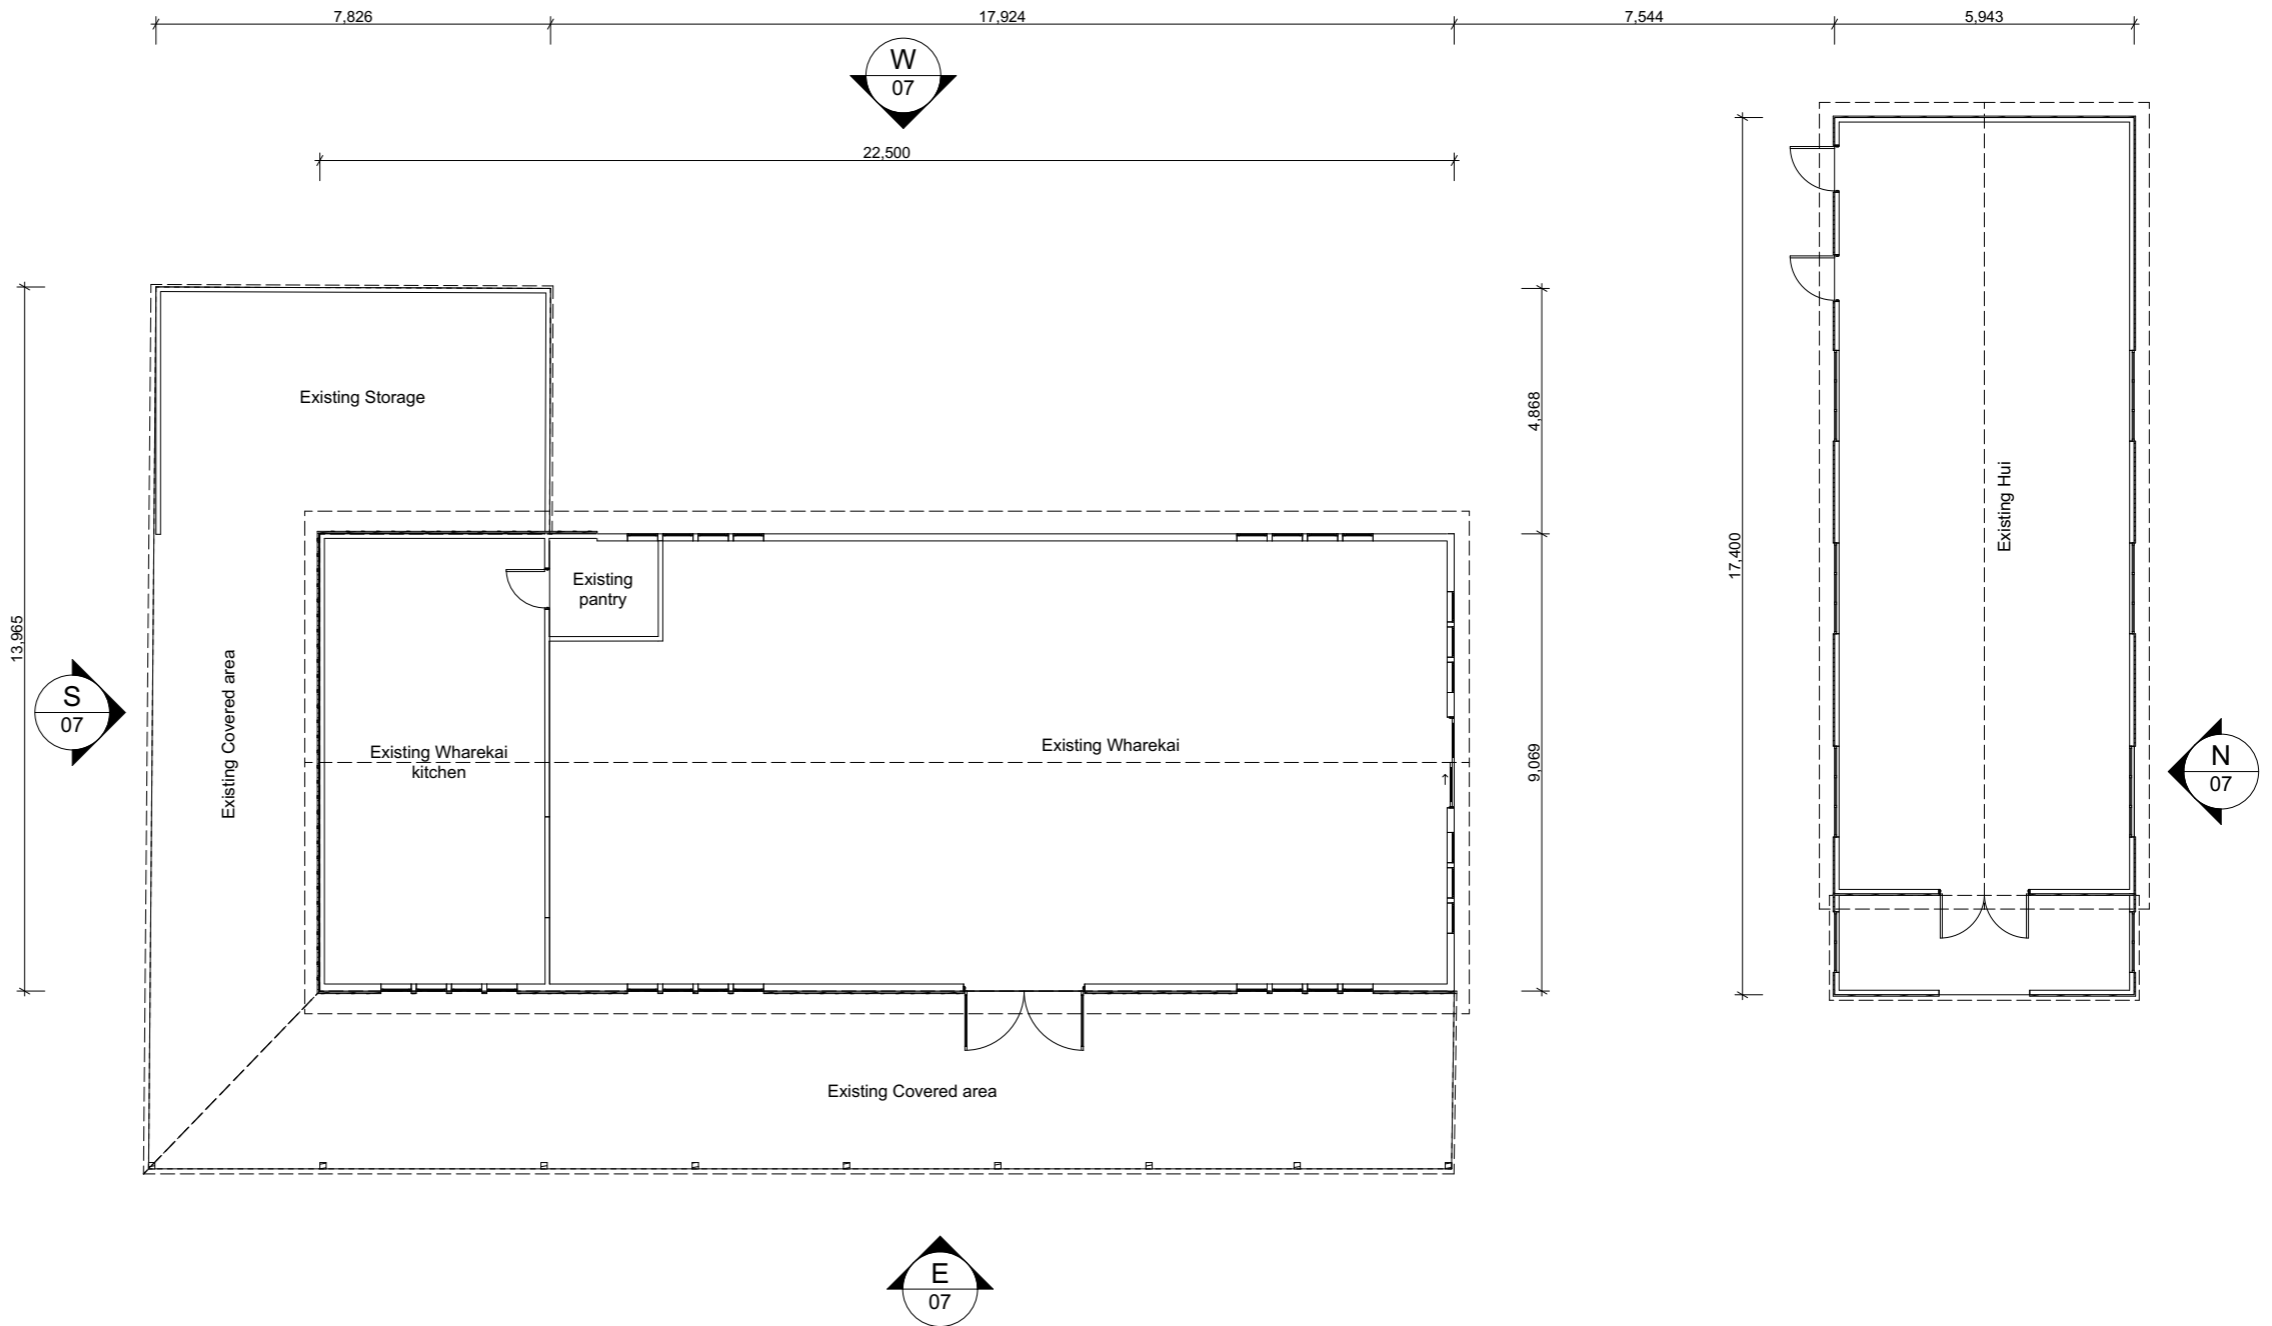 7,826
17,924
7,544
5,943
W
07
22,500
Existing Storage
4,868
17,400
Existing Hui
Existing
pantry
13,965
S
07
Existing Covered area
Existing Wharekai
kitchen
Existing Wharekai
9,069
N
07
Existing Covered area
E
07